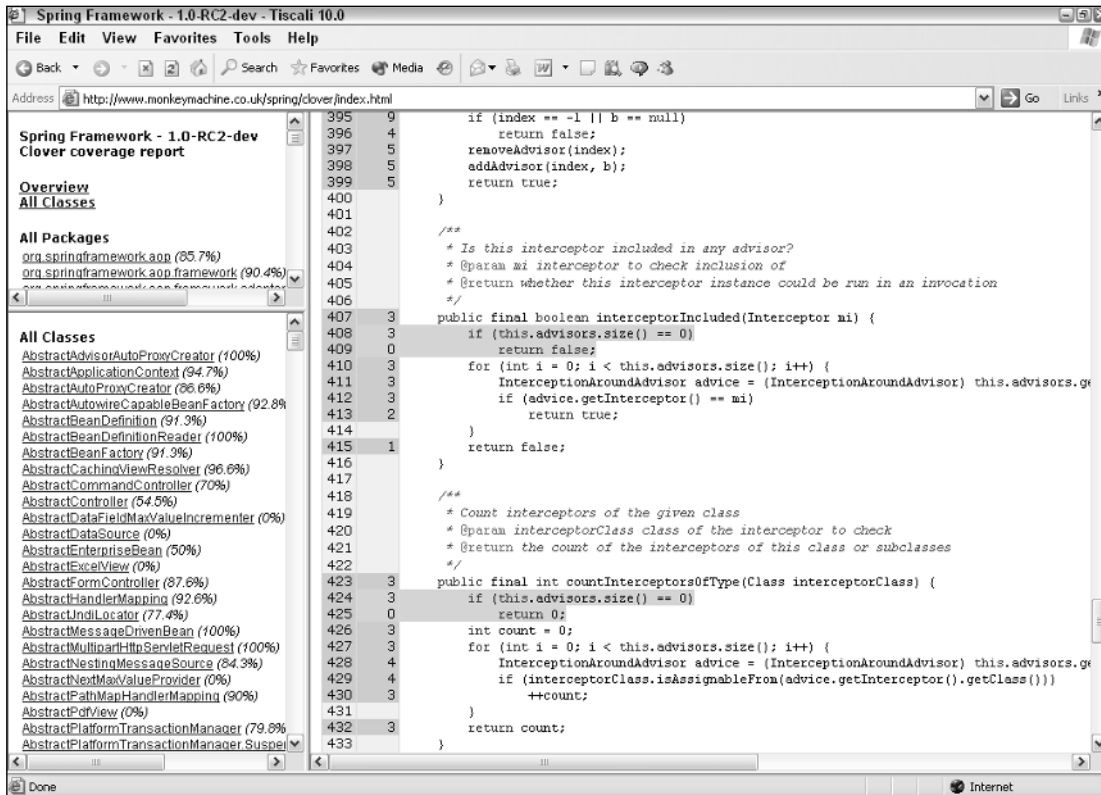 Spring Framework - 1.0-RC2-dev - Tiscali 10.0
File Edit View Favorites Tools Help
Back Search Favorites Media
Address http://www.monkeymachine.co.uk/spring/clover/index.html Go Links
Spring Framework - 1.0-RC2-dev
Clover coverage report
Overview
All Classes
All Packages
org.springframework.aop (85.7%)
org.springframework.aop.framework (90.4%)
All Classes
AbstractAdvisorAutoProxyCreator (100%)
AbstractApplicationContext (94.7%)
AbstractAutoProxyCreator (86.6%)
AbstractAutowireCapableBeanFactory (92.8%
AbstractBeanDefinition (91.3%)
AbstractBeanDefinitionReader (100%)
AbstractBeanFactory (91.3%)
AbstractCachingViewResolver (96.6%)
AbstractCommandController (70%)
AbstractController (54.5%)
AbstractDataFieldMaxValueIncrementer (0%)
AbstractDataSource (0%)
AbstractEnterpriseBean (50%)
AbstractExcelView (0%)
AbstractFormController (87.6%)
AbstractHandlerMapping (92.6%)
AbstractJndiLocator (77.4%)
AbstractMessageDrivenBean (100%)
AbstractMultipartHttpServletRequest (100%)
AbstractNestingMessageSource (84.3%)
AbstractNextMaxValueProvider (0%)
AbstractPathMapHandlerMapping (90%)
AbstractPdfView (0%)
AbstractPlatformTransactionManager (79.8%
AbstractPlatformTransactionManager.Suspe
395 9 if (index == -1 || b == null)
396 4 return false;
397 5 removeAdvisor(index);
398 5 addAdvisor(index, b);
399 5 return true;
400 }
401
402 /**
403 * Is this interceptor included in any advisor?
404 * @param mi interceptor to check inclusion of
405 * @return whether this interceptor instance could be run in an invocation
406 */
407 3 public final boolean interceptorIncluded(Interceptor mi) {
408 3 if (this.advisors.size() == 0)
409 0 return false;
410 3 for (int i = 0; i < this.advisors.size(); i++) {
411 3 InterceptionAroundAdvisor advice = (InterceptionAroundAdvisor) this.advisors.ge
412 3 if (advice.getInterceptor() == mi)
413 2 return true;
414 }
415 1 return false;
416 }
417
418 /**
419 * Count interceptors of the given class
420 * @param interceptorClass class of the interceptor to check
421 * @return the count of the interceptors of this class or subclasses
422 */
423 3 public final int countInterceptorsOfType(Class interceptorClass) {
424 3 if (this.advisors.size() == 0)
425 0 return 0;
426 3 int count = 0;
427 3 for (int i = 0; i < this.advisors.size(); i++) {
428 4 InterceptionAroundAdvisor advice = (InterceptionAroundAdvisor) this.advisors.ge
429 4 if (interceptorClass.isAssignableFrom(advice.getInterceptor().getClass()))
430 3 ++count;
431 }
432 3 return count;
433 }
Done Internet